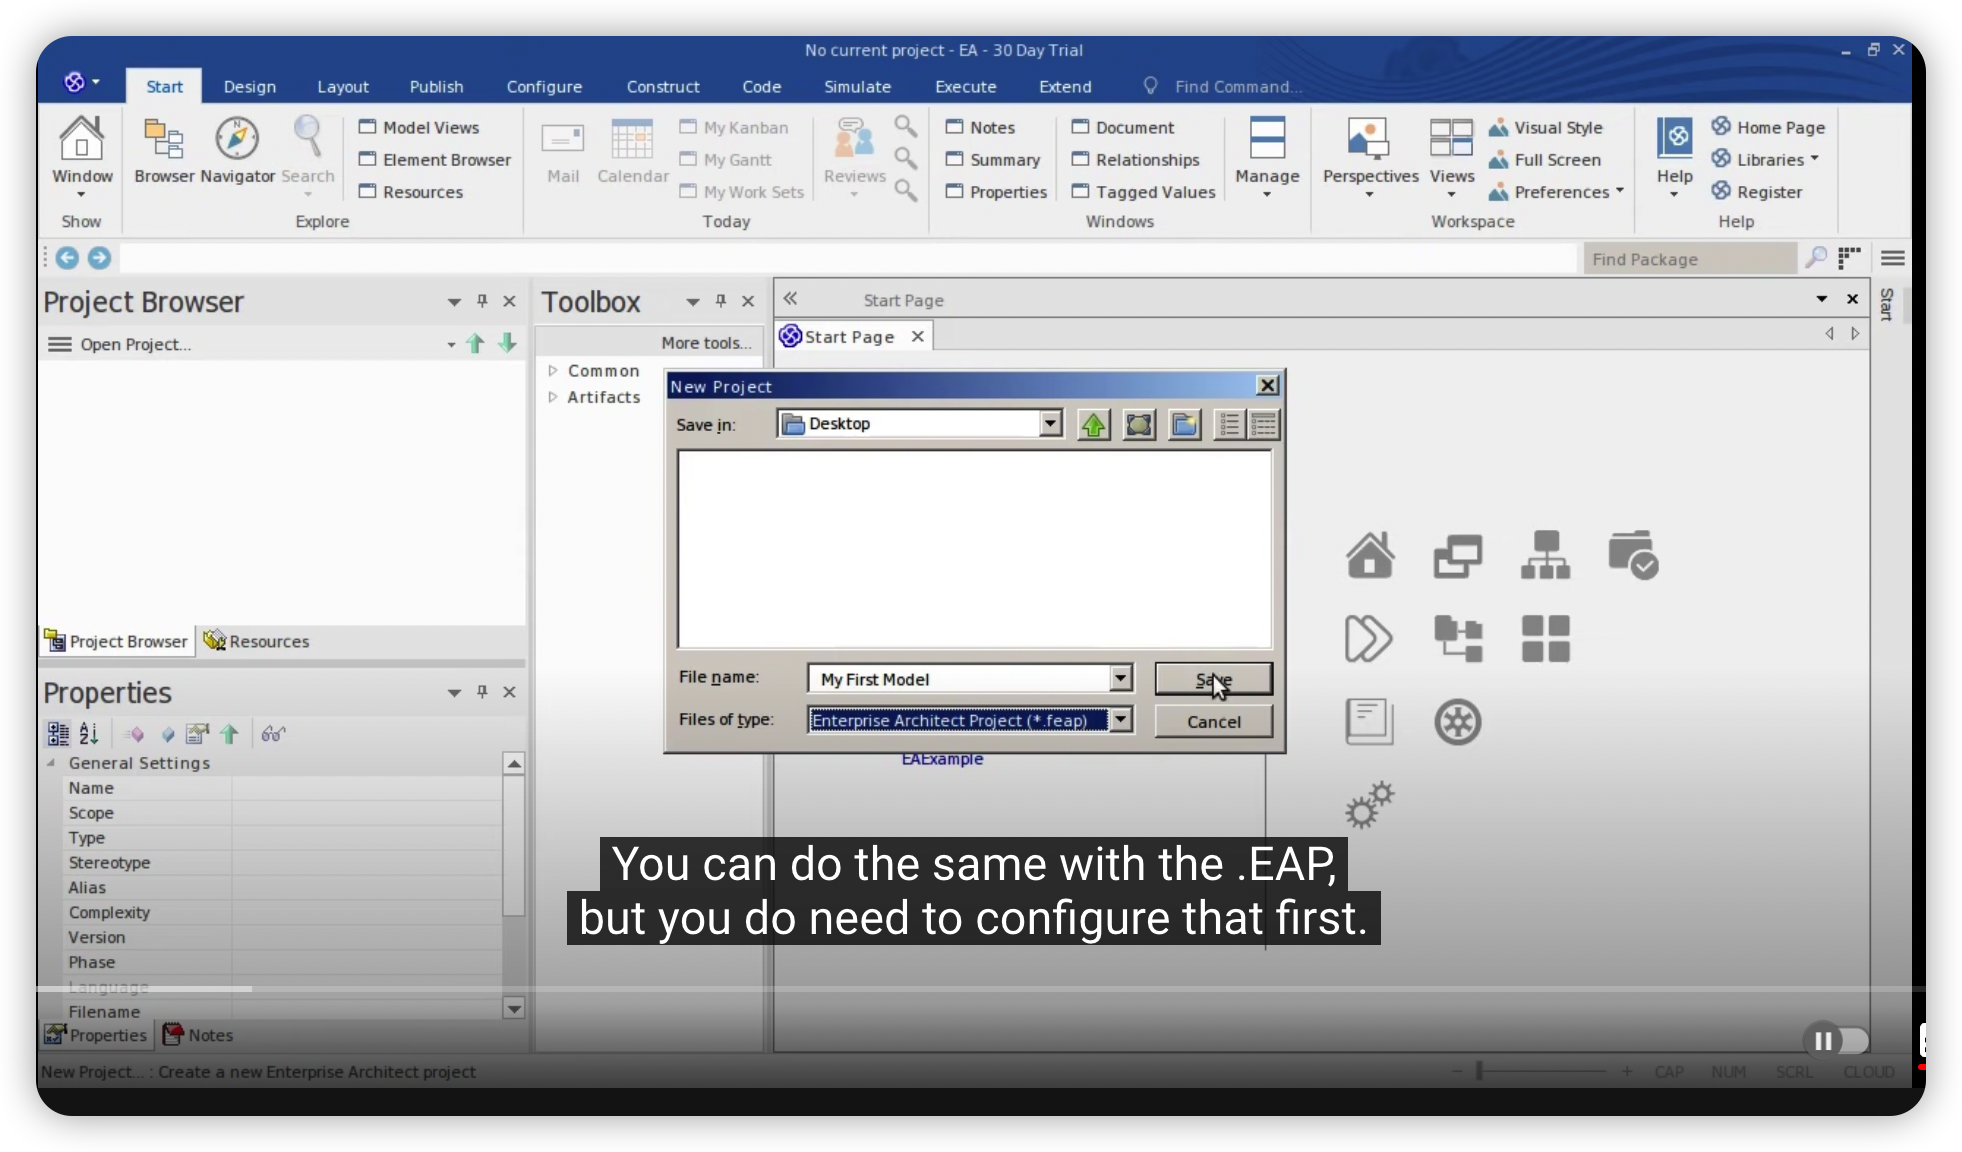 No current project - EA - 30 Day Trial
Start Design Layout Publish Configure Construct Code Simulate Execute Extend Find Command...
Window
Show
Browser Navigator Search
Model Views
Element Browser
Resources
Explore
Mail Calendar
My Kanban
My Gantt
My Work Sets
Reviews
Today
Notes
Summary
Properties
Document
Relationships
Tagged Values
Manage
Windows
Perspectives Views
Visual Style
Full Screen
Preferences
Workspace
Help
Home Page
Libraries
Register
Help
Find Package
Project Browser
Open Project...
Project Browser Resources
Toolbox
More tools...
Common
Artifacts
Start Page
Start Page
Start
New Project
Save in: Desktop
File name: My First Model Save
Files of type: Enterprise Architect Project (*.feap) Cancel
EAExample
Properties
General Settings
Name
Scope
Type
Stereotype
Alias
Complexity
Version
Phase
Language
Filename
Properties Notes
You can do the same with the .EAP,
but you do need to configure that first.
New Project... : Create a new Enterprise Architect project
CAP NUM SCRL CLOUD